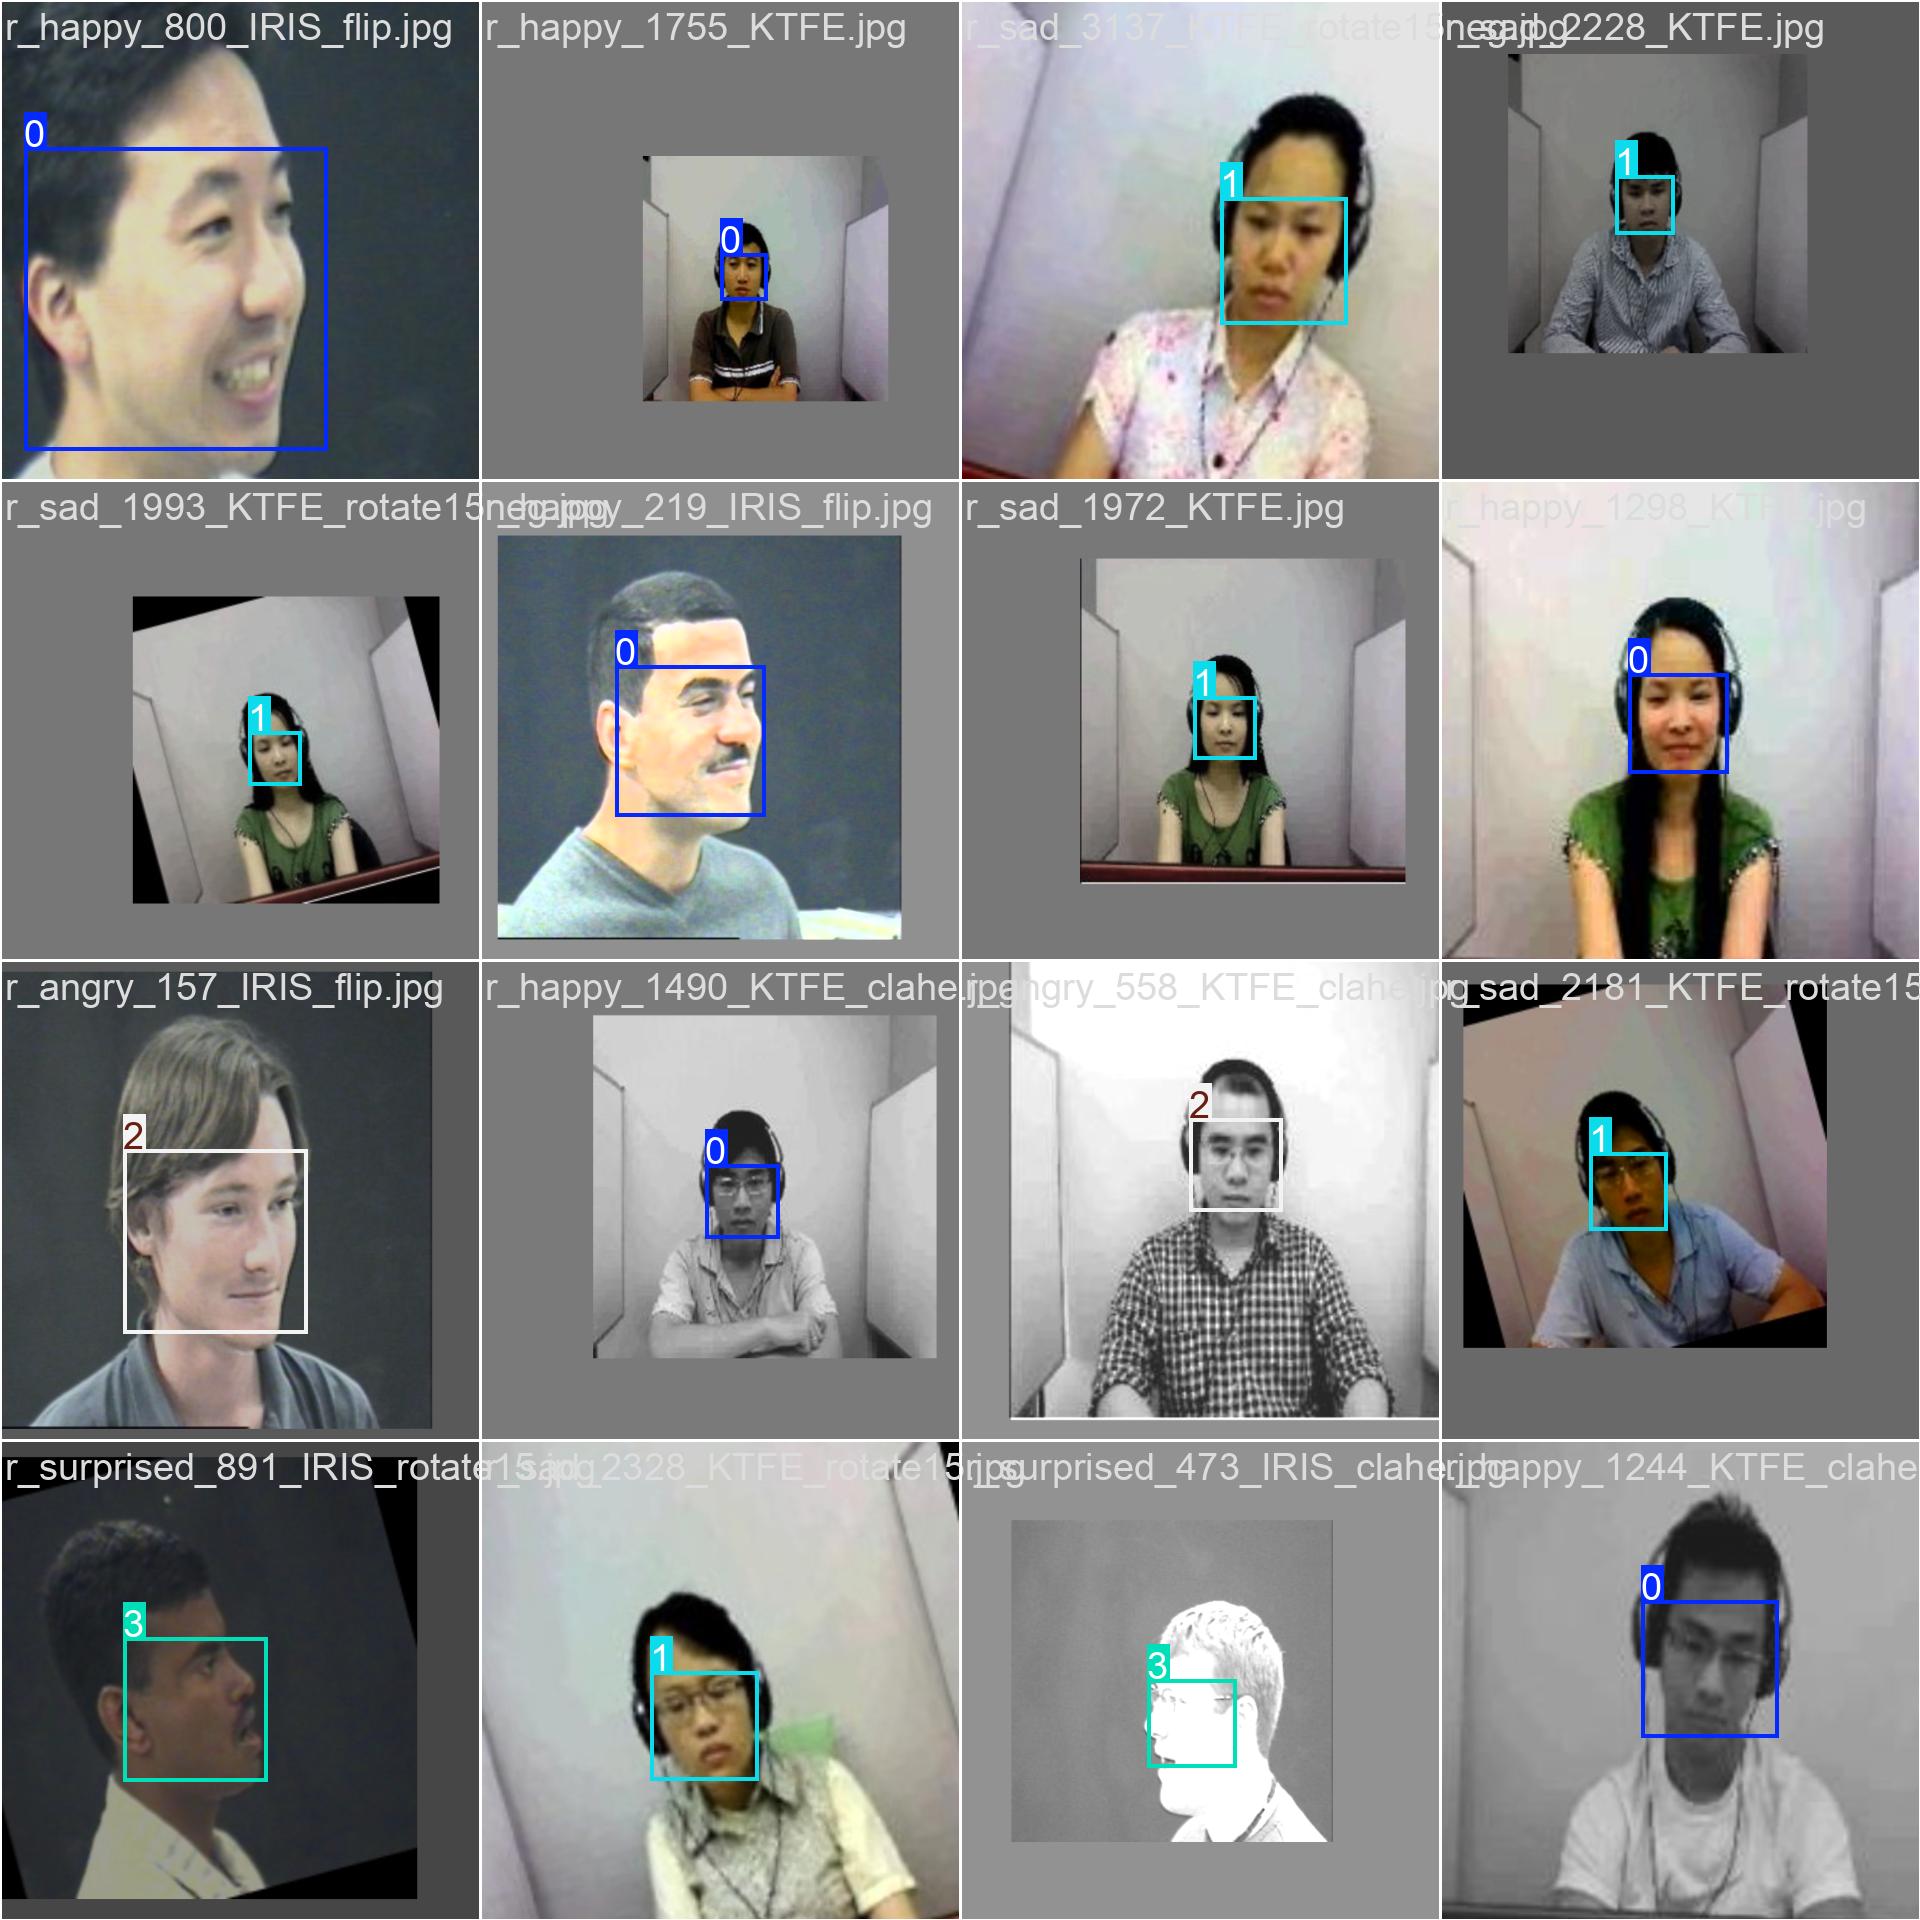 r_happy_800_IRIS_flip.jpg
0
r_happy_1755_KTFE.jpg
0
r_sad_3137_KTFE_rotate15neg.jpg
1
r_sad_2228_KTFE.jpg
1
r_sad_1993_KTFE_rotate15neg.jpg
1
r_happy_219_IRIS_flip.jpg
0
r_sad_1972_KTFE.jpg
1
r_happy_1298_KTFE.jpg
0
r_angry_157_IRIS_flip.jpg
2
r_happy_1490_KTFE_clahe.jpg
0
r_angry_558_KTFE_clahe.jpg
2
r_sad_2181_KTFE_rotate15
1
r_surprised_891_IRIS_rotate15.jpg
3
r_sad_2328_KTFE_rotate15.jpg
1
r_surprised_473_IRIS_clahe.jpg
3
r_happy_1244_KTFE_clahe
0